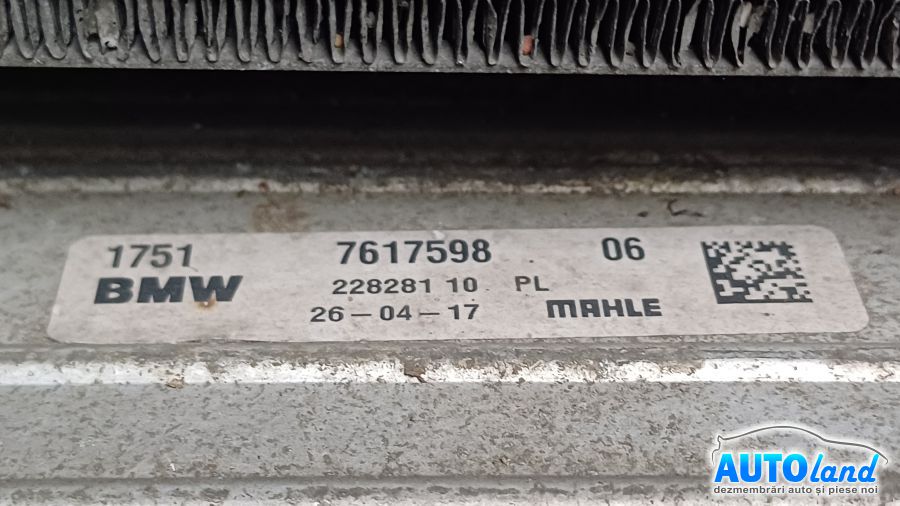 1751 7617598 06
BMW 228281 10 PL
26-04-17 MAHLE
AUTOland
dezmembrări auto și piese noi